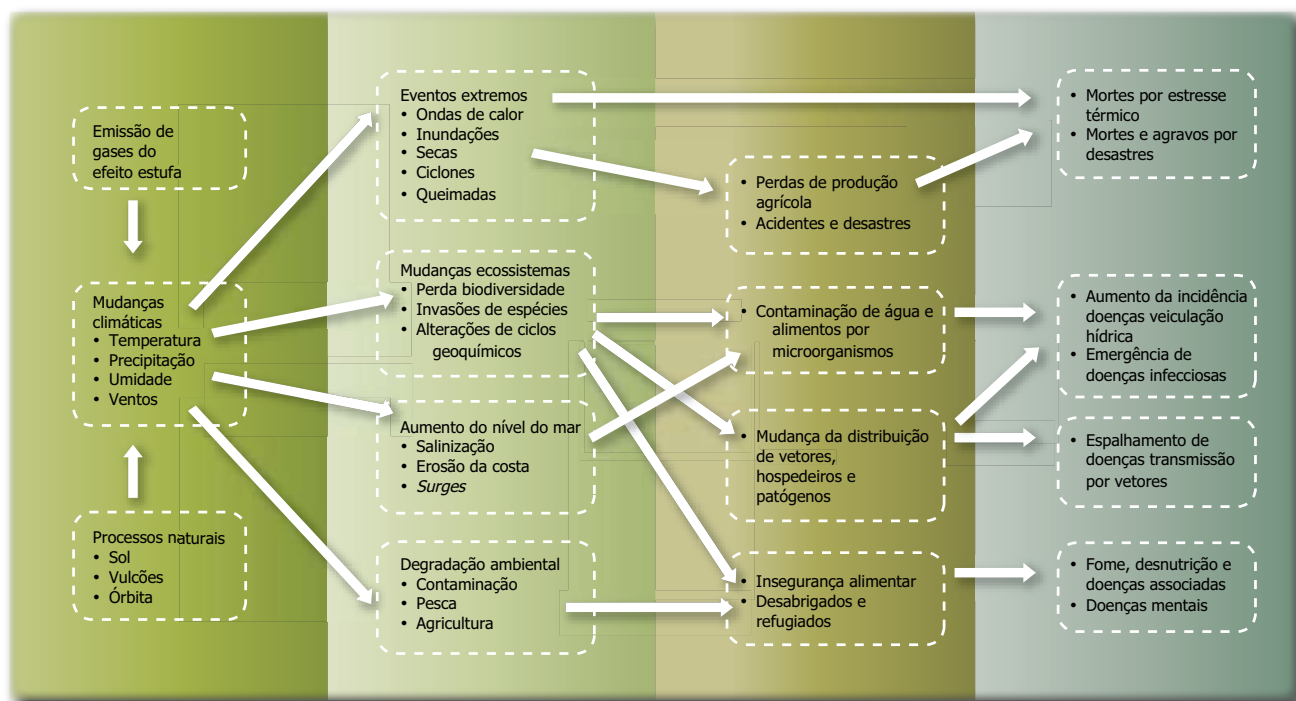 Emissão de
gases do
efeito estufa
Mudanças
climáticas
• Temperatura
• Precipitação
• Umidade
• Ventos
Processos naturais
• Sol
• Vulcões
• Órbita
Eventos extremos
• Ondas de calor
• Inundações
• Secas
• Ciclones
• Queimadas
Mudanças ecossistemas
• Perda biodiversidade
• Invasões de espécies
• Alterações de ciclos
geoquímicos
Aumento do nível do mar
• Salinização
• Erosão da costa
• Surges
Degradação ambiental
• Contaminação
• Pesca
• Agricultura
• Perdas de produção
agrícola
• Acidentes e desastres
• Contaminação de água e
alimentos por
microorganismos
• Mudança da distribuição
de vetores,
hospedeiros e
patógenos
• Insegurança alimentar
• Desabrigados e
refugiados
• Mortes por estresse
térmico
• Mortes e agravos por
desastres
• Aumento da incidência
doenças veiculação
hídrica
• Emergência de
doenças infecciosas
• Espalhamento de
doenças transmissão
por vetores
• Fome, desnutrição e
doenças associadas
• Doenças mentais